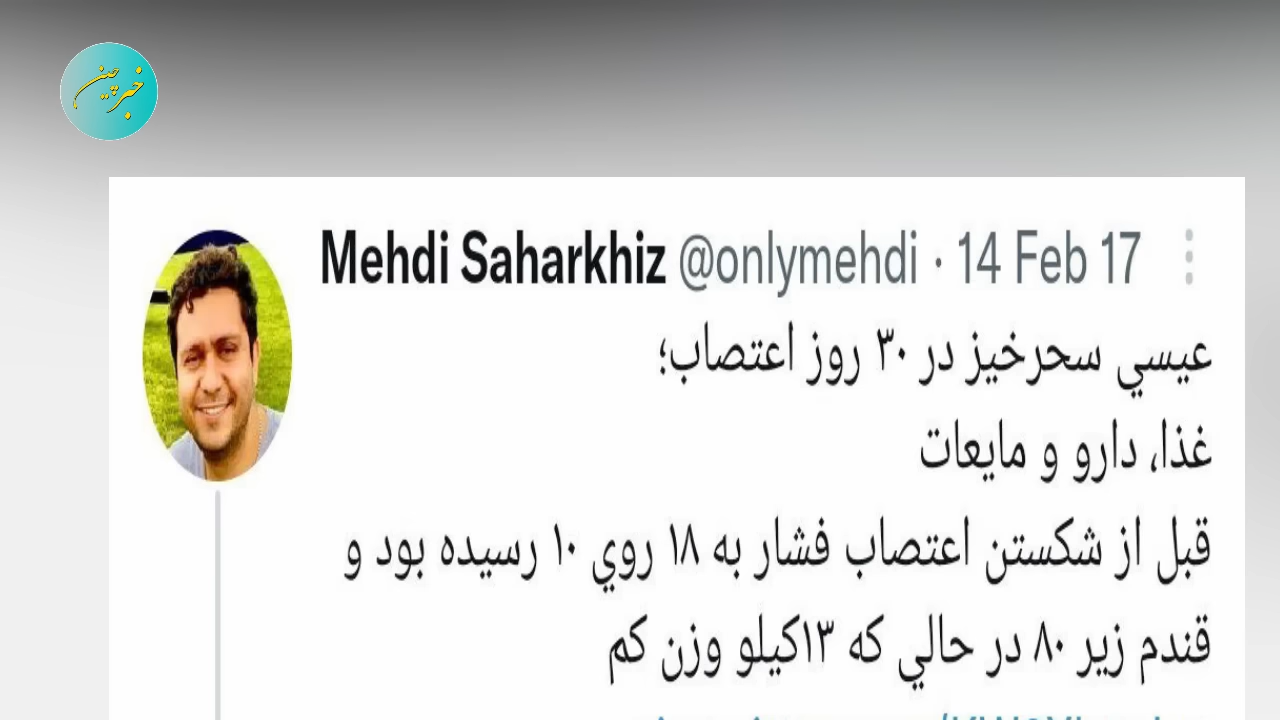 خبرچین
Mehdi Saharkhiz @onlymehdi · 14 Feb 17
عيسي سحرخيز در ۳۰ روز اعتصاب؛
غذا، دارو و مايعات
قبل از شكستن اعتصاب فشار به ۱۸ روي ۱۰ رسيده بود و
قندم زير ۸۰ در حالي كه ۱۳كيلو وزن كم